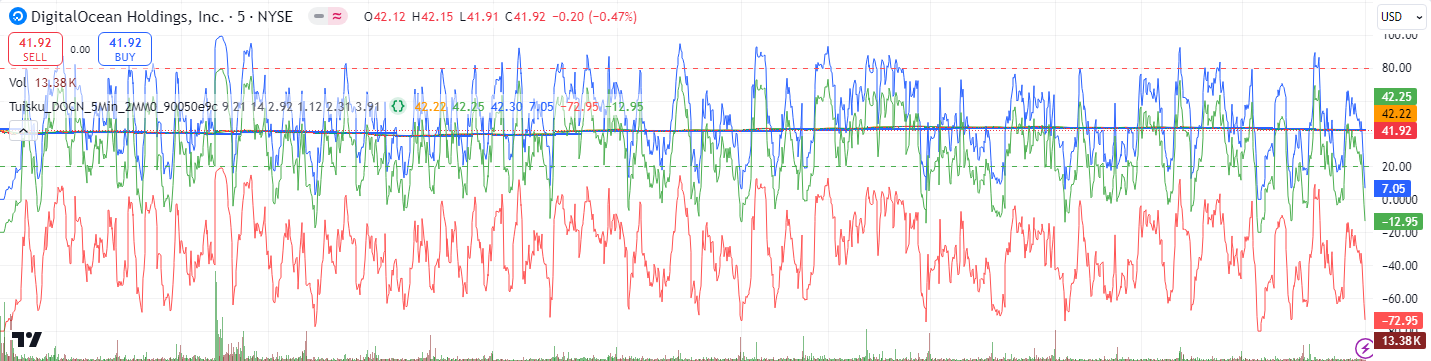 DigitalOcean Holdings, Inc. · 5 · NYSE O42.12 H42.15 L41.91 C41.92 −0.20 (−0.47%)
USD
41.92 SELL
0.00
41.92 BUY
Vol 13.38K
Tuisku_DOCN_5Min_2MM0_90050e9c 9 21 14 2.92 1.12 2.31 3.91 {} 42.22 42.25 42.30 7.05 −72.95 −12.95
100.00
80.00
42.25
42.22
41.92
20.00
7.05
0.0000
−12.95
−20.00
−40.00
−60.00
−72.95
13.38K